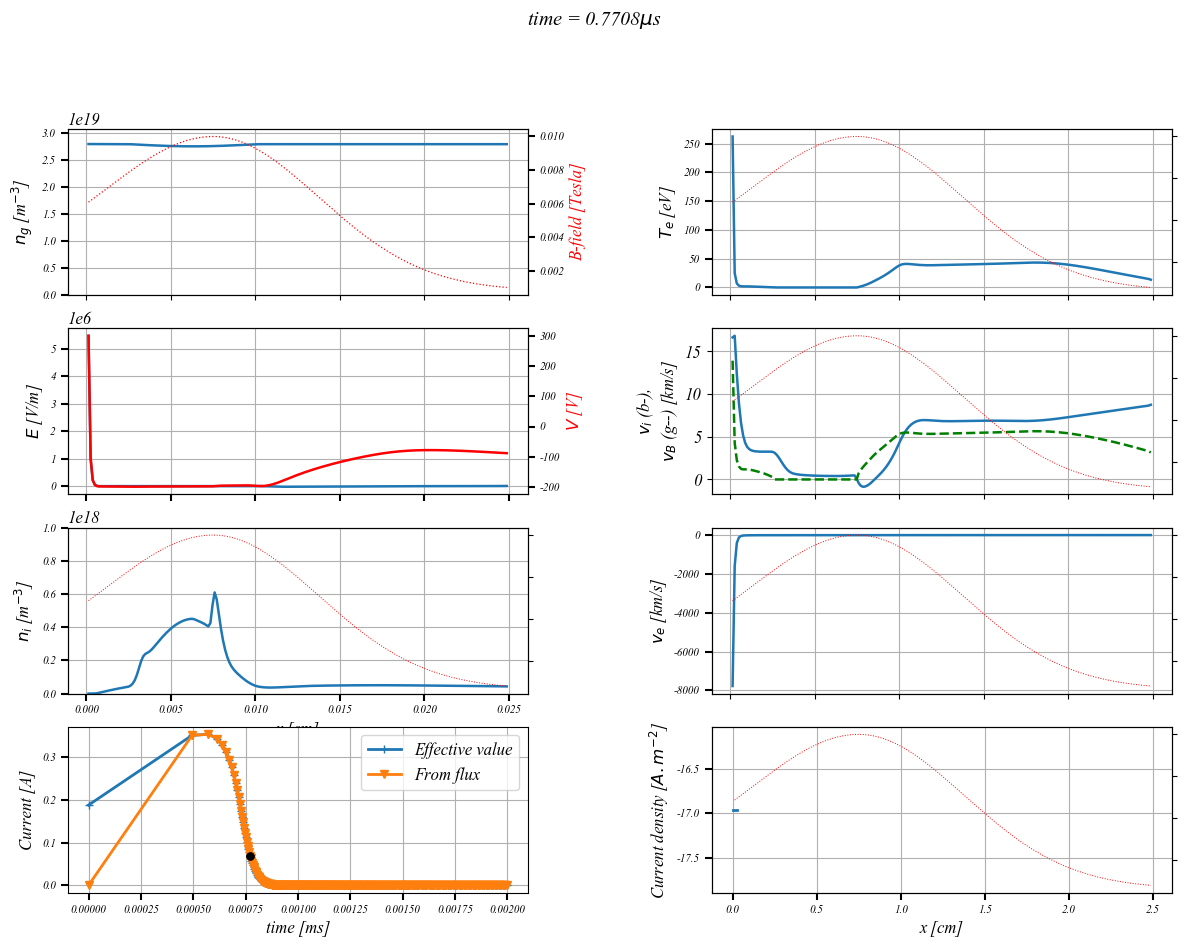 time = 0.7708μs
1e19
3.0
2.5
2.0
1.5
1.0
0.5
0.0
n_g [m^{-3}]
0.010
0.008
0.006
0.004
0.002
B-field [Tesla]
250
200
150
100
50
0
T_e [eV]
1e6
5
4
3
2
1
0
E [V/m]
300
200
100
0
-100
-200
V [V]
15
10
5
0
v_i (b-),
v_B (g--) [km/s]
1e18
1.0
0.8
0.6
0.4
0.2
0.0
n_i [m^{-3}]
0.000 0.005 0.010 0.015 0.020 0.025
0
-2000
-4000
-6000
-8000
v_e [km/s]
0.3
0.2
0.1
0.0
Current [A]
Effective value
From flux
0.00000 0.00025 0.00050 0.00075 0.00100 0.00125 0.00150 0.00175 0.00200
time [ms]
-16.5
-17.0
-17.5
Current density [A.m^{-2}]
0.0 0.5 1.0 1.5 2.0 2.5
x [cm]